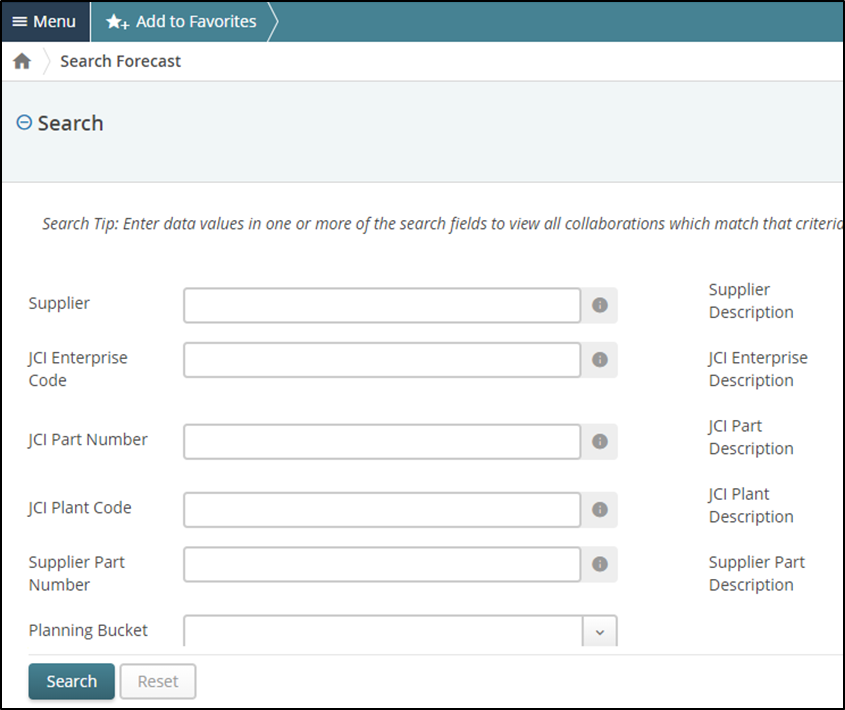 Menu Add to Favorites
Search Forecast
Search
Search Tip: Enter data values in one or more of the search fields to view all collaborations which match that criteria
Supplier
Supplier
Description
JCI Enterprise
Code
JCI Enterprise
Description
JCI Part Number
JCI Part
Description
JCI Plant Code
JCI Plant
Description
Supplier Part
Number
Supplier Part
Description
Planning Bucket
Search Reset